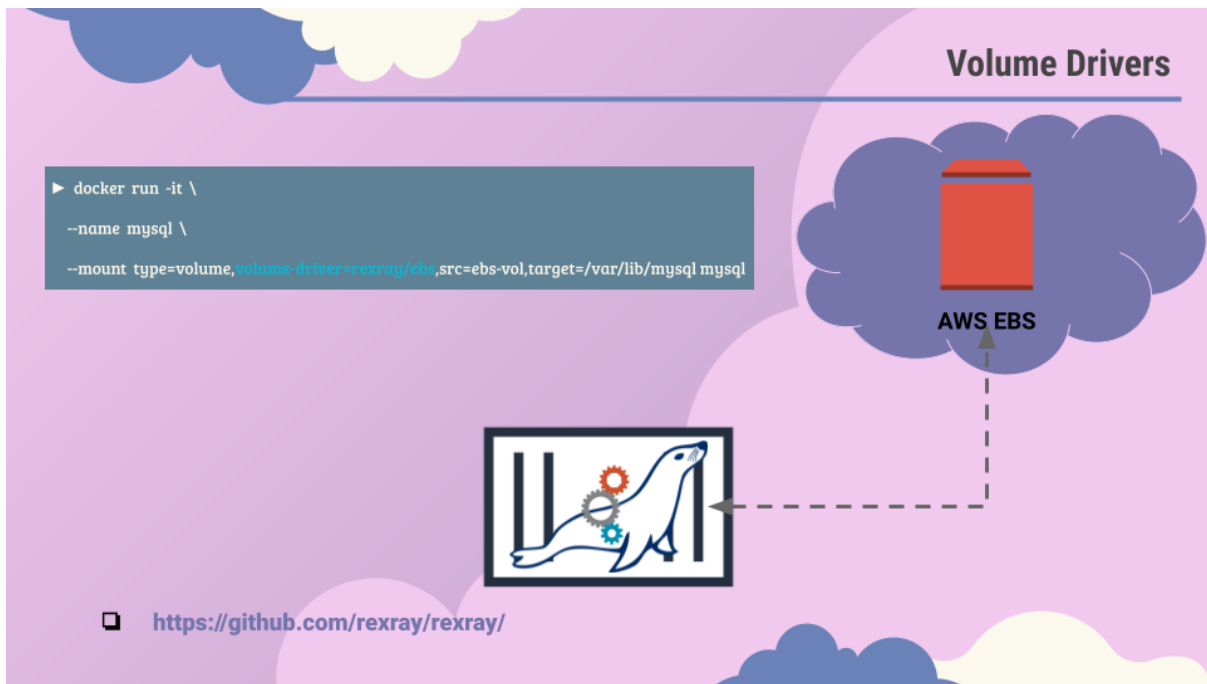 Volume Drivers
► docker run -it \
--name mysql \
--mount type=volume,volume-driver=rexray/ebs,src=ebs-vol,target=/var/lib/mysql mysql
AWS EBS
❏ https://github.com/rexray/rexray/